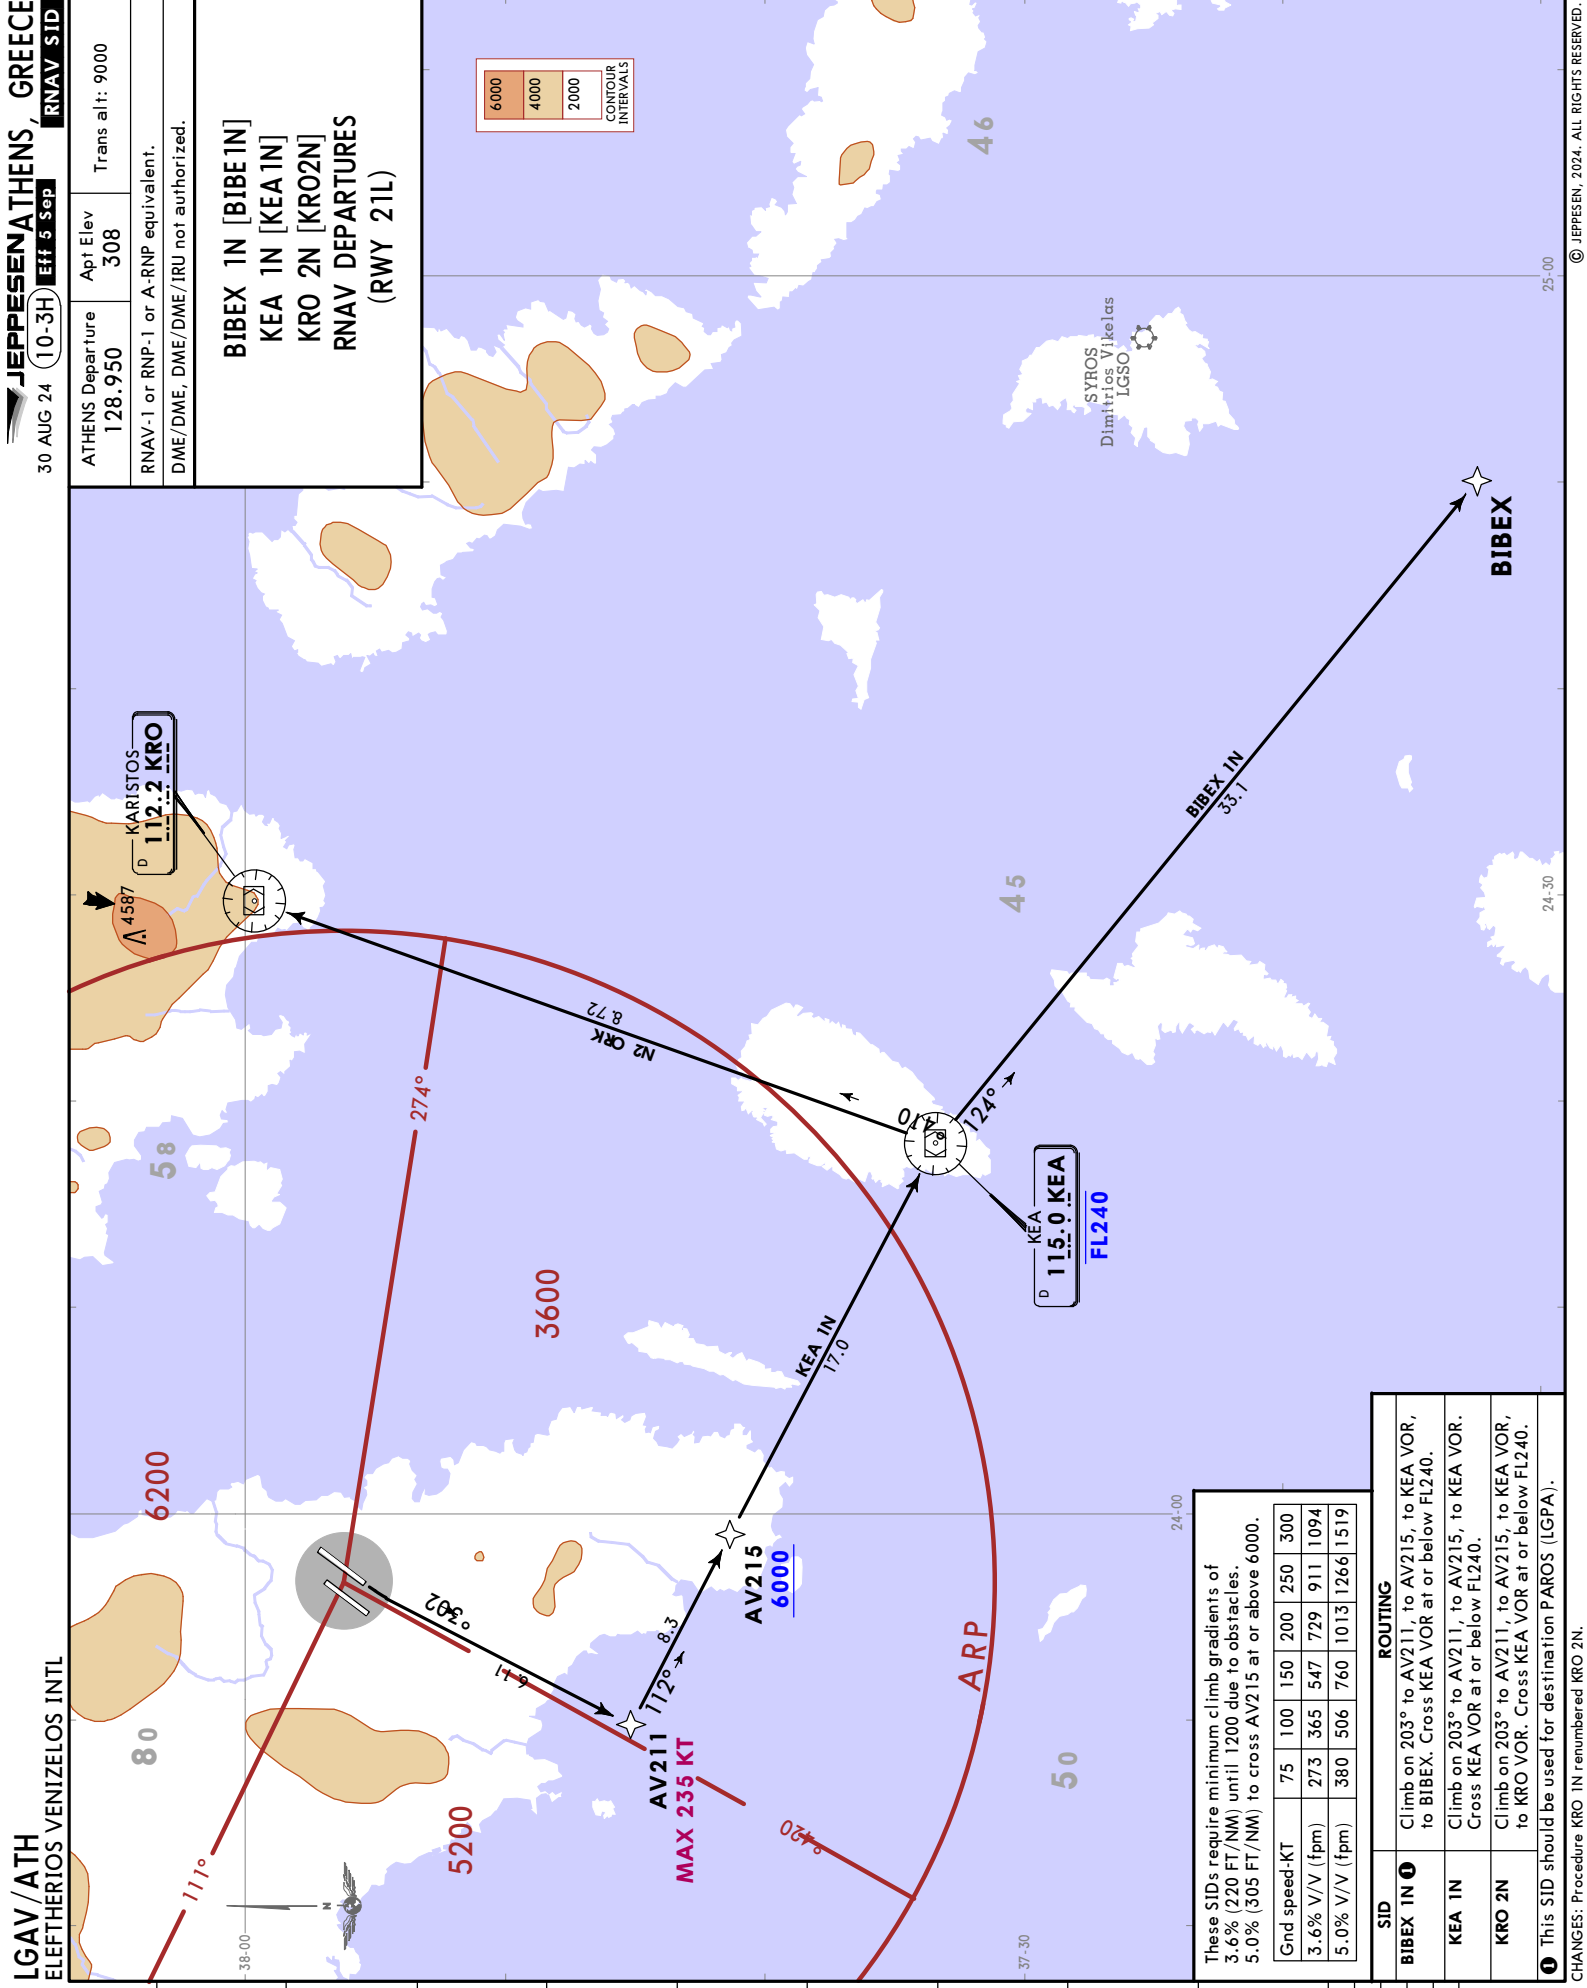 LGAV/ATH
ELEFTHERIOS VENIZELOS INTL
JEPPESEN
ATHENS, GREECE
30 AUG 24
10-3H
Eff 5 Sep
RNAV SID
ATHENS Departure
128.950
Apt Elev
308
Trans alt: 9000
RNAV-1 or RNP-1 or A-RNP equivalent.
DME/DME, DME/DME/IRU not authorized.
BIBEX 1N [BIBE1N]
KEA 1N [KEA1N]
KRO 2N [KRO2N]
RNAV DEPARTURES
(RWY 21L)
6000
4000
2000
CONTOUR
INTERVALS
KARISTOS
D
112.2 KRO
4587
38-00
111°
80
6200
58
274°
5200
3600
302°
11.9
AV211
MAX 235 KT
112°
8.3
AV215
6000
KEA 1N
17.0
KRO 2N
27.8
014°
124°
KEA
D
115.0 KEA
FL240
BIBEX 1N
33.1
BIBEX
SYROS
Dimitrios Vikelas
LGSO
46
45
50
024°
ARP
37-30
24-00
24-30
25-00
These SIDs require minimum climb gradients of
3.6% (220 FT/NM) until 1200 due to obstacles.
5.0% (305 FT/NM) to cross AV215 at or above 6000.
Gnd speed-KT 75 100 150 200 250 300
3.6% V/V (fpm) 273 365 547 729 911 1094
5.0% V/V (fpm) 380 506 760 1013 1266 1519
SID ROUTING
BIBEX 1N ❶ Climb on 203° to AV211, to AV215, to KEA VOR,
to BIBEX. Cross KEA VOR at or below FL240.
KEA 1N Climb on 203° to AV211, to AV215, to KEA VOR.
Cross KEA VOR at or below FL240.
KRO 2N Climb on 203° to AV211, to AV215, to KEA VOR,
to KRO VOR. Cross KEA VOR at or below FL240.
❶ This SID should be used for destination PAROS (LGPA).
CHANGES: Procedure KRO 1N renumbered KRO 2N.
© JEPPESEN, 2024. ALL RIGHTS RESERVED.
N